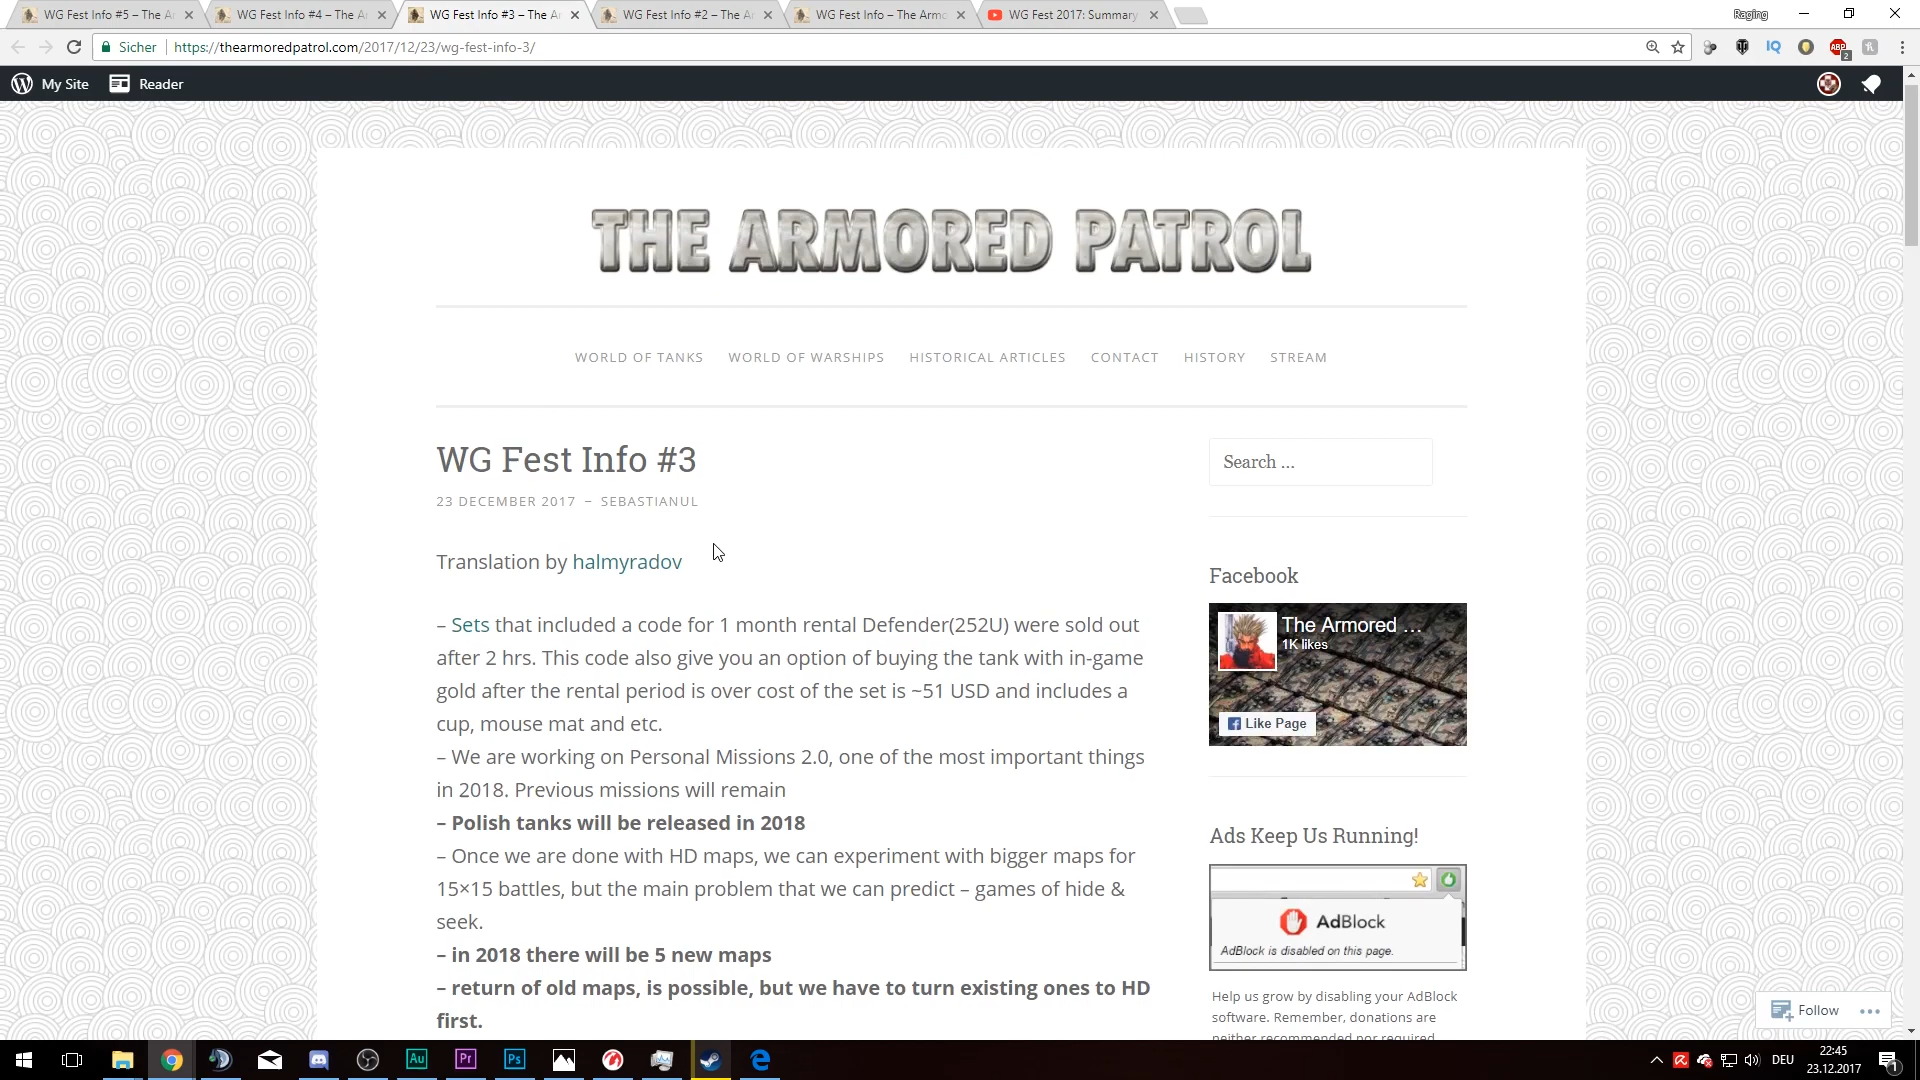 WG Fest Info #5 – The Ar
WG Fest Info #4 – The Ar
WG Fest Info #3 – The Ar
WG Fest Info #2 – The Ar
WG Fest Info – The Armo
WG Fest 2017: Summary
Raging
Sicher
https://thearmoredpatrol.com/2017/12/23/wg-fest-info-3/
IQ
ABP
2
My Site
Reader
THE ARMORED PATROL
WORLD OF TANKS
WORLD OF WARSHIPS
HISTORICAL ARTICLES
CONTACT
HISTORY
STREAM
WG Fest Info #3
23 DECEMBER 2017 – SEBASTIANUL
Translation by halmyradov
– Sets that included a code for 1 month rental Defender(252U) were sold out
after 2 hrs. This code also give you an option of buying the tank with in-game
gold after the rental period is over cost of the set is ~51 USD and includes a
cup, mouse mat and etc.
– We are working on Personal Missions 2.0, one of the most important things
in 2018. Previous missions will remain
– Polish tanks will be released in 2018
– Once we are done with HD maps, we can experiment with bigger maps for
15×15 battles, but the main problem that we can predict – games of hide &
seek.
– in 2018 there will be 5 new maps
– return of old maps, is possible, but we have to turn existing ones to HD
first.
Search ...
Facebook
The Armored ...
1K likes
Like Page
Ads Keep Us Running!
AdBlock
AdBlock is disabled on this page.
Help us grow by disabling your AdBlock
software. Remember, donations are
neither recommended nor required
Follow
Au
Pr
Ps
DEU
22:45
23.12.2017
1